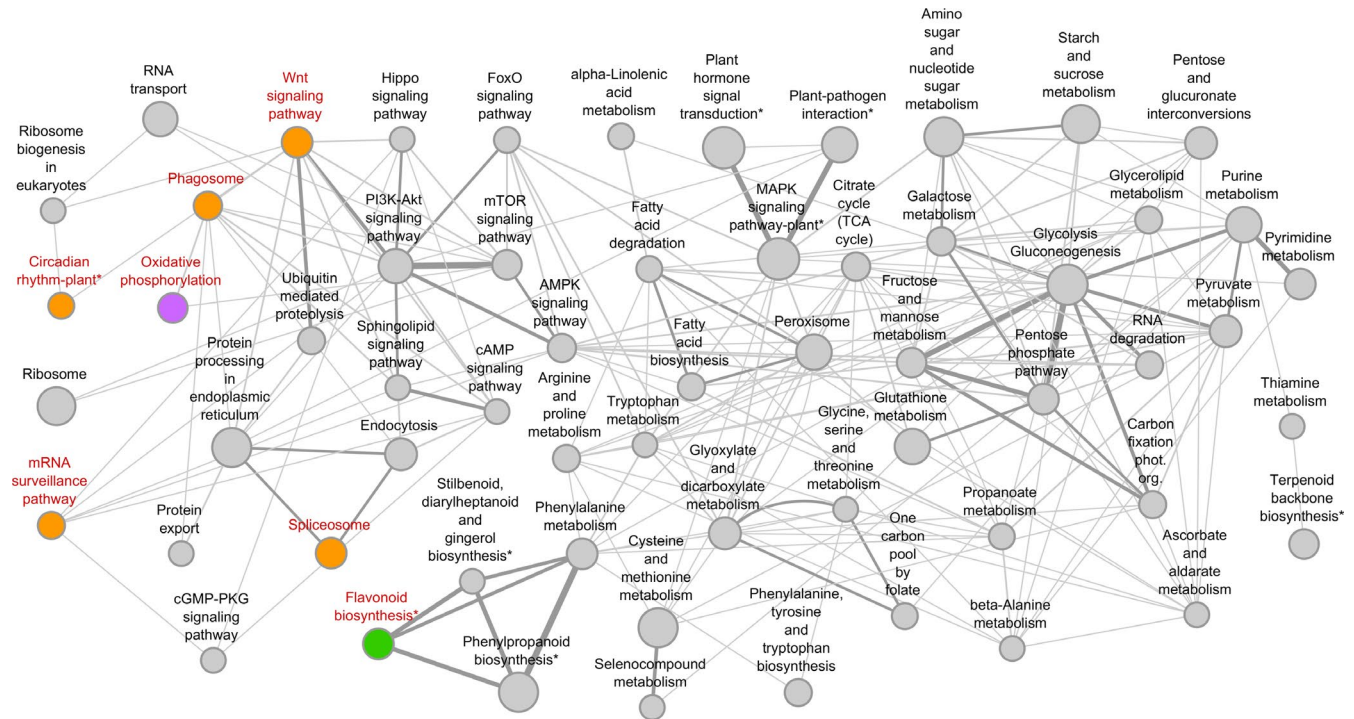 RNA
transport
Wnt
signaling
pathway
Hippo
signaling
pathway
FoxO
signaling
pathway
alpha-Linolenic
acid
metabolism
Plant
hormone
signal
transduction*
Plant-pathogen
interaction*
Amino
sugar
and
nucleotide
sugar
metabolism
Starch
and
sucrose
metabolism
Pentose
and
glucuronate
interconversions
Ribosome
biogenesis
in
eukaryotes
Phagosome
PI3K-Akt
signaling
pathway
mTOR
signaling
pathway
Fatty
acid
degradation
MAPK
signaling
pathway-plant*
Citrate
cycle
(TCA
cycle)
Galactose
metabolism
Glycerolipid
metabolism
Purine
metabolism
Circadian
rhythm-plant*
Oxidative
phosphorylation
Ubiquitin
mediated
proteolysis
AMPK
signaling
pathway
Glycolysis
Gluconeogenesis
Pyrimidine
metabolism
Pyruvate
metabolism
Fructose
and
mannose
metabolism
Protein
processing
in
endoplasmic
reticulum
Sphingolipid
signaling
pathway
cAMP
signaling
pathway
Fatty
acid
biosynthesis
Peroxisome
Pentose
phosphate
pathway
RNA
degradation
Ribosome
Arginine
and
proline
metabolism
Tryptophan
metabolism
Glutathione
metabolism
Thiamine
metabolism
Endocytosis
Glycine,
serine
and
threonine
metabolism
Carbon
fixation
phot.
org.
mRNA
surveillance
pathway
Protein
export
Spliceosome
Stilbenoid,
diarylheptanoid
and
gingerol
biosynthesis*
Phenylalanine
metabolism
Glyoxylate
and
dicarboxylate
metabolism
Propanoate
metabolism
Terpenoid
backbone
biosynthesis*
One
carbon
pool
by
folate
Cysteine
and
methionine
metabolism
Ascorbate
and
aldarate
metabolism
cGMP-PKG
signaling
pathway
Flavonoid
biosynthesis*
Phenylalanine,
tyrosine
and
tryptophan
biosynthesis
beta-Alanine
metabolism
Phenylpropanoid
biosynthesis*
Selenocompound
metabolism